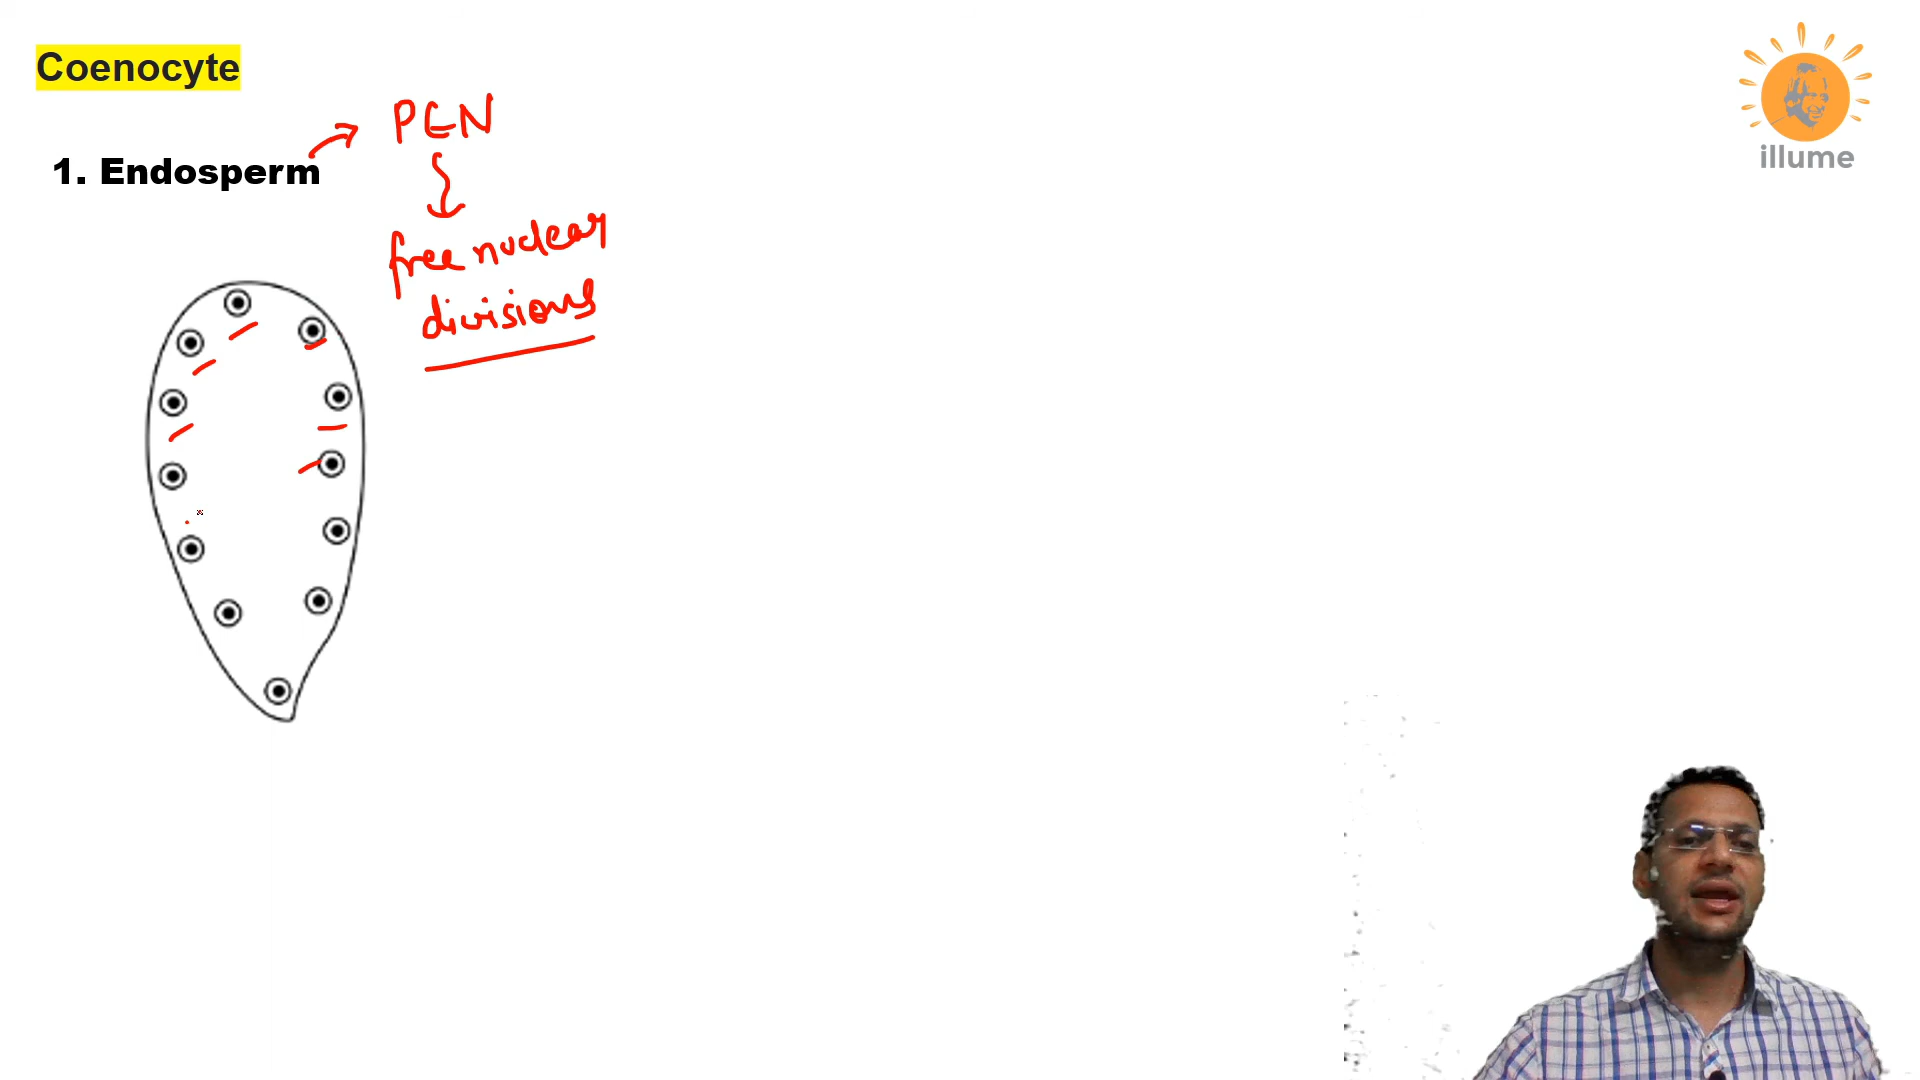 Coenocyte
PEN
1. Endosperm
free nuclear
divisions
illume